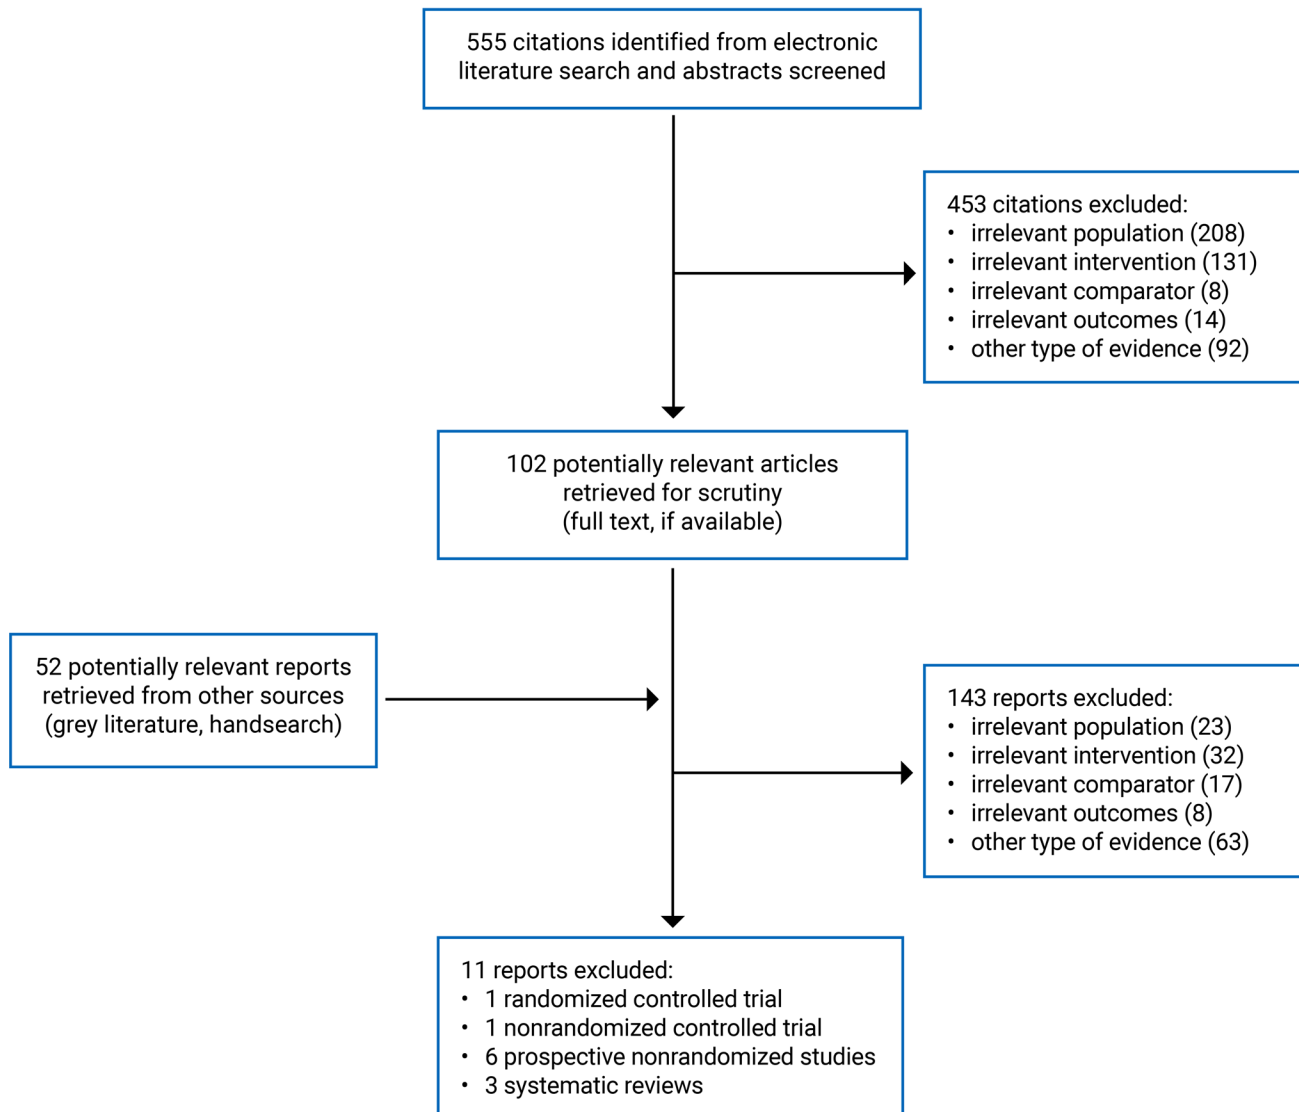 555 citations identified from electronic
literature search and abstracts screened
453 citations excluded:
• irrelevant population (208)
• irrelevant intervention (131)
• irrelevant comparator (8)
• irrelevant outcomes (14)
• other type of evidence (92)
102 potentially relevant articles
retrieved for scrutiny
(full text, if available)
52 potentially relevant reports
retrieved from other sources
(grey literature, handsearch)
143 reports excluded:
• irrelevant population (23)
• irrelevant intervention (32)
• irrelevant comparator (17)
• irrelevant outcomes (8)
• other type of evidence (63)
11 reports excluded:
• 1 randomized controlled trial
• 1 nonrandomized controlled trial
• 6 prospective nonrandomized studies
• 3 systematic reviews